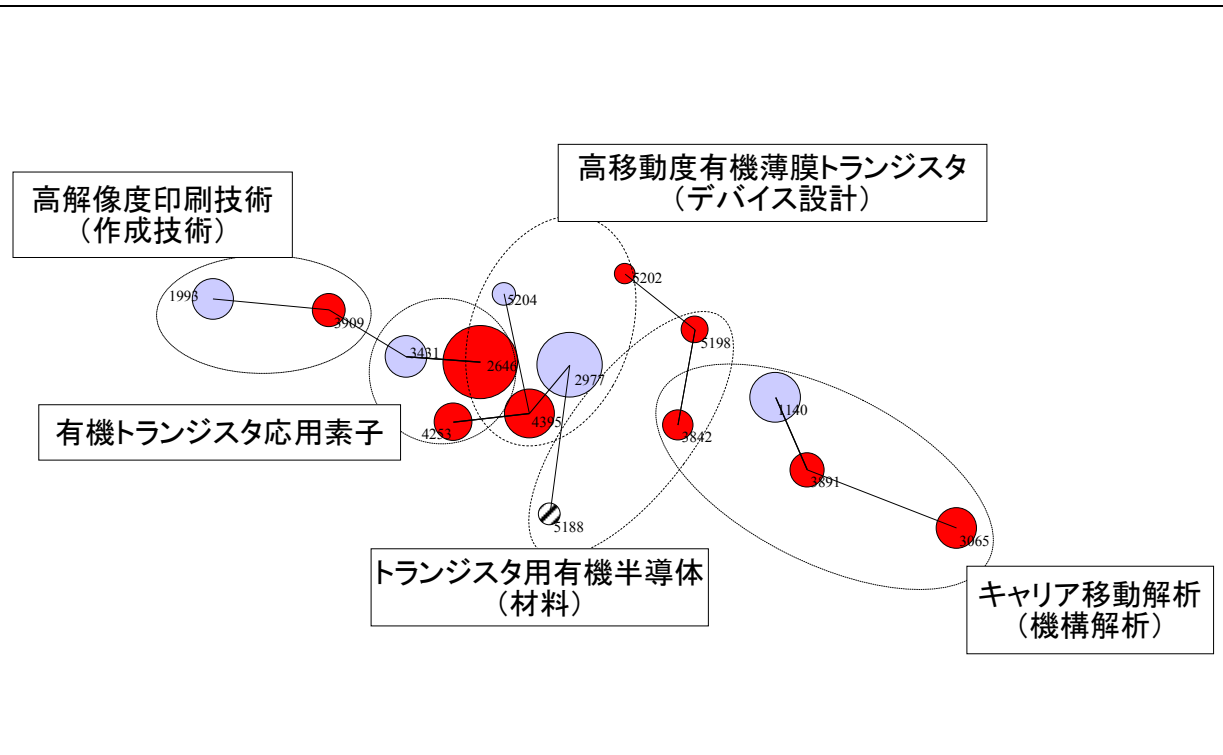 高移動度有機薄膜トランジスタ
（デバイス設計）
高解像度印刷技術
（作成技術）
5202
1993
5204
3909
5198
3431
2646
2977
1140
有機トランジスタ応用素子
4253
4395
3842
3891
5188
3065
トランジスタ用有機半導体
（材料）
キャリア移動解析
（機構解析）